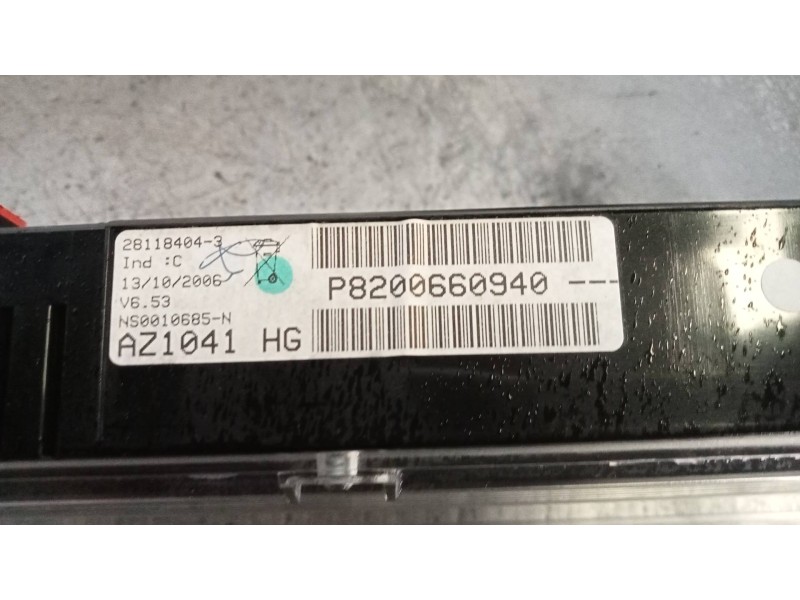 28118404-3
Ind :C
13/10/2006
V6.53
NS0010685-N
AZ1041 HG
P8200660940 ---